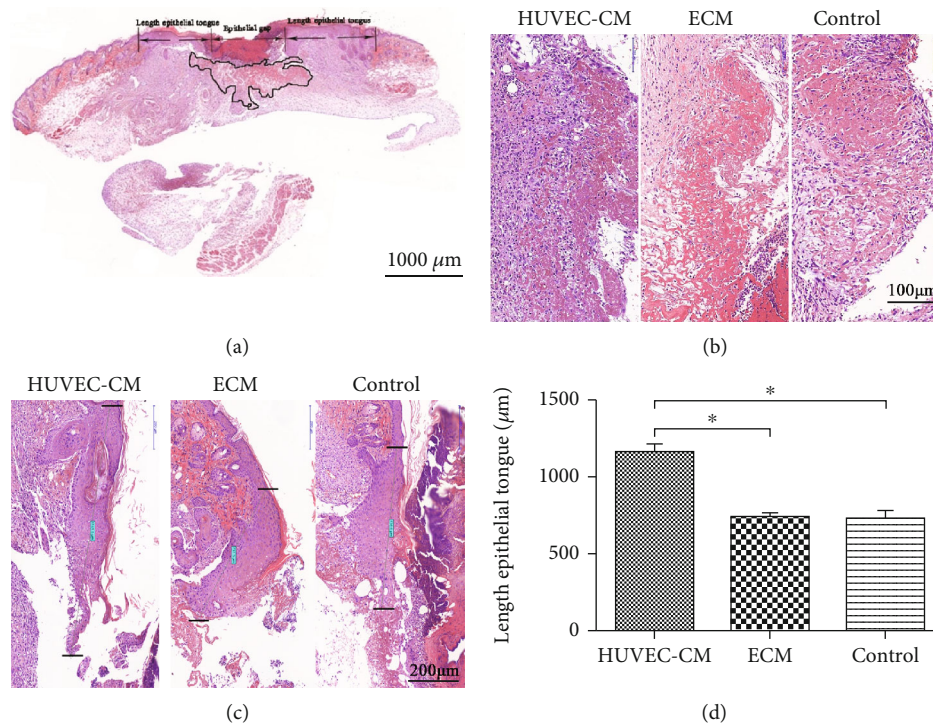 Length epithelial tongue
Epithelial gap
Length epithelial tongue
1000 μm
(a)
HUVEC-CM ECM Control
100μm
(b)
HUVEC-CM ECM Control
200μm
(c)
Length epithelial tongue (μm)
1500
1000
500
0
* *
HUVEC-CM ECM Control
(d)